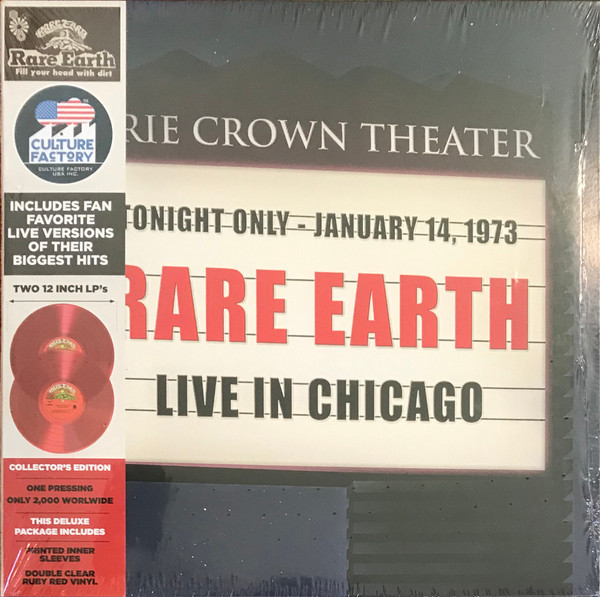 RARE EARTH
Rare Earth
Fill your head with dirt
CULTURE
FACTORY
CULTURE FACTORY
USA INC.
INCLUDES FAN
FAVORITE
LIVE VERSIONS
OF THEIR
BIGGEST HITS
TWO 12 INCH LP's
COLLECTOR'S EDITION
ONE PRESSING
ONLY 2,000 WORLWIDE
THIS DELUXE
PACKAGE INCLUDES
PRINTED INNER
SLEEVES
DOUBLE CLEAR
RUBY RED VINYL
RIE CROWN THEATER
TONIGHT ONLY - JANUARY 14, 1973
RARE EARTH
LIVE IN CHICAGO